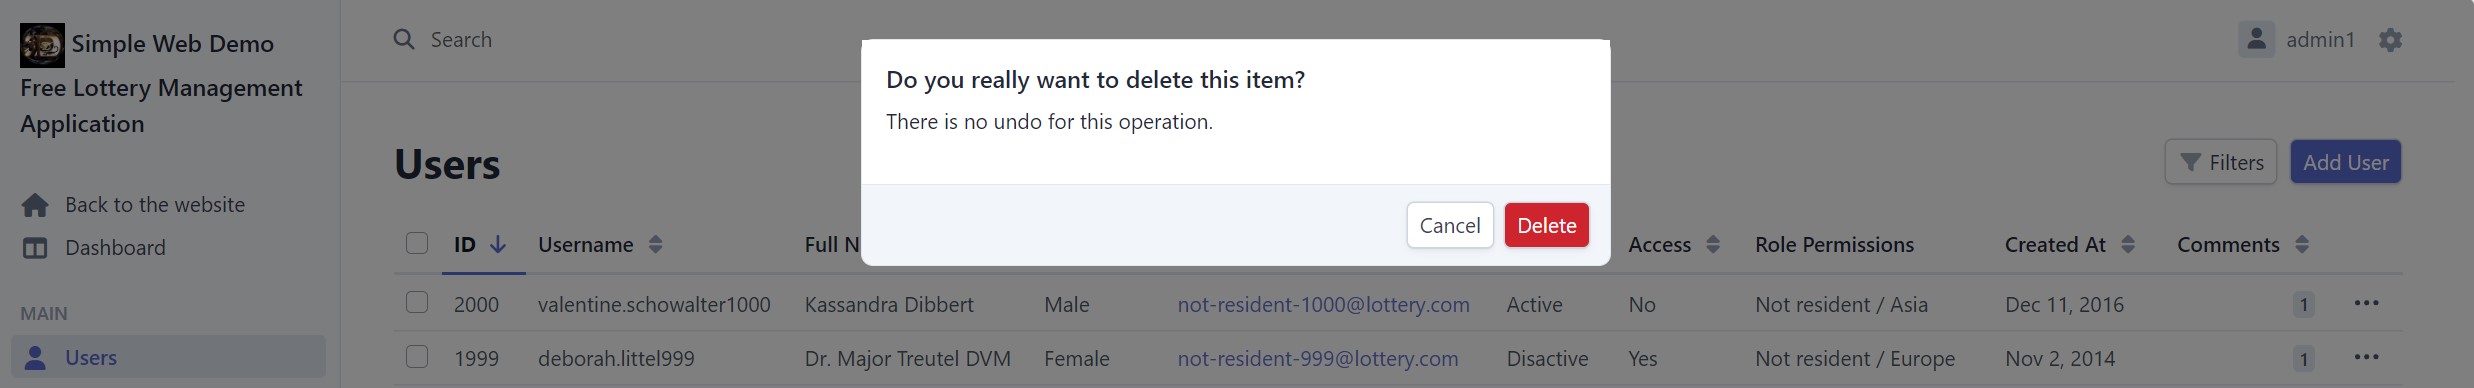 Simple Web Demo
Free Lottery Management
Application
Back to the website
Dashboard
MAIN
Users
Search
admin1
Users
Filters
Add User
Do you really want to delete this item?
There is no undo for this operation.
Cancel
Delete
ID Username Full N Access Role Permissions Created At Comments
2000 valentine.schowalter1000 Kassandra Dibbert Male not-resident-1000@lottery.com Active No Not resident / Asia Dec 11, 2016 1
1999 deborah.littel999 Dr. Major Treutel DVM Female not-resident-999@lottery.com Disactive Yes Not resident / Europe Nov 2, 2014 1